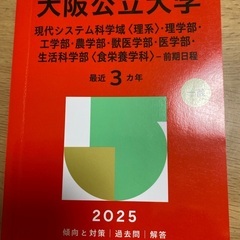 大阪公立大学
現代システム科学域〈理系〉・理学部・
工学部・農学部・獣医学部・医学部・
生活科学部〈食栄養学科〉－前期日程
最近3カ年
2025
傾向と対策｜過去問｜解答